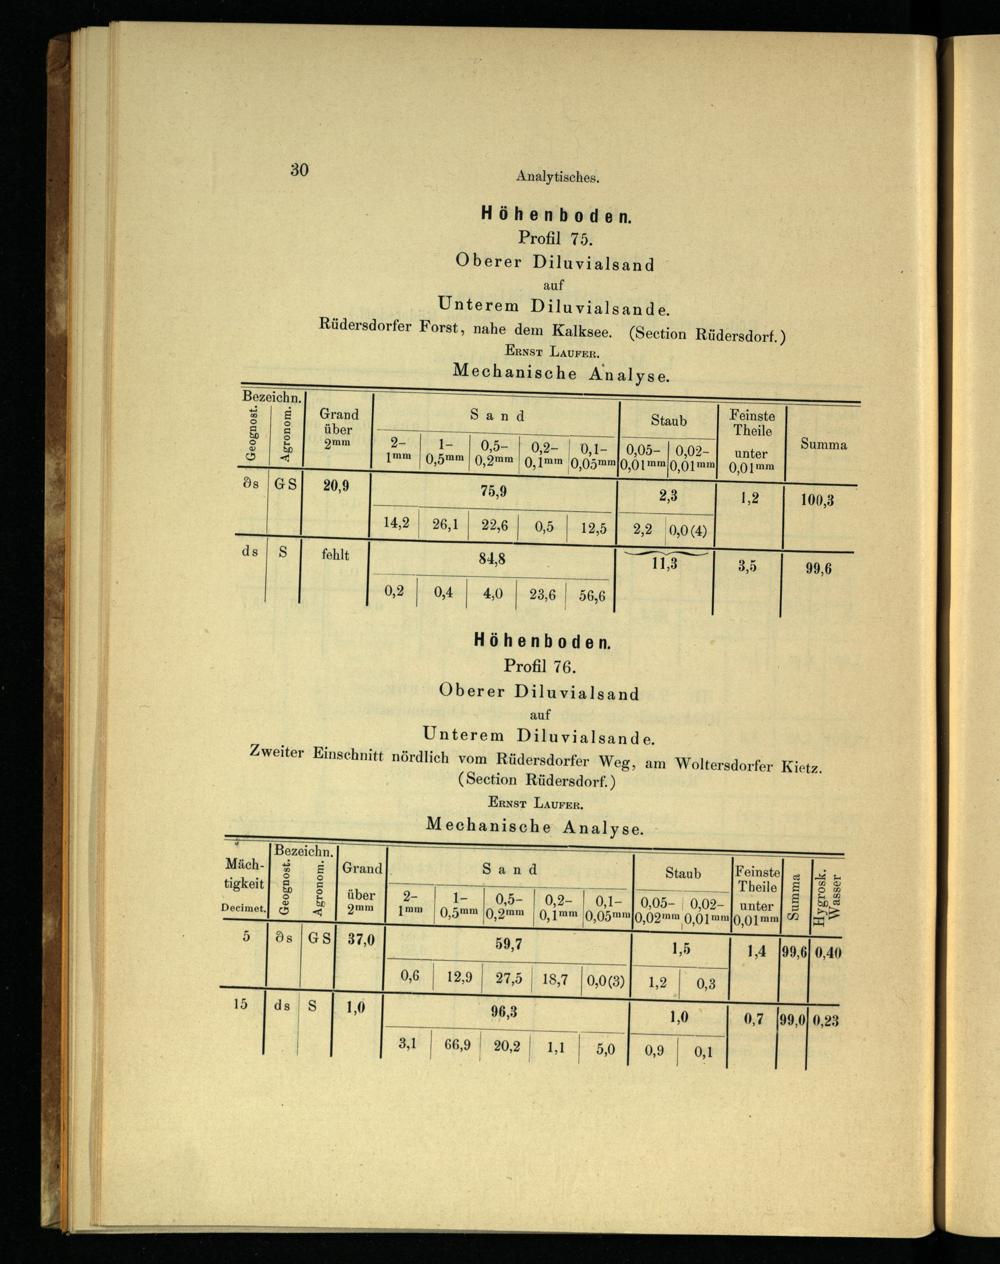 30
Analytisches.
Höhenboden.
Profil 75.
Oberer Diluvialsand
auf
Unterem Diluvialsande.
Rüdersdorfer Forst, nahe dem Kalksee. (Section Rüdersdorf.)
Ernst Laufer.
Mechanische Analyse.
Bezeichn.
Geognost. Agronom. Grand über 2mm Sand Staub Feinste Theile unter 0,01mm Summa
2-1mm 1-0,5mm 0,5-0,2mm 0,2-0,1mm 0,1-0,05mm 0,05-0,01mm 0,02-0,01mm
∂s GS 20,9 75,9 2,3 1,2 100,3
14,2 26,1 22,6 0,5 12,5 2,2 0,0(4)
ds S fehlt 84,8 11,3 3,5 99,6
0,2 0,4 4,0 23,6 56,6
Höhenboden.
Profil 76.
Oberer Diluvialsand
auf
Unterem Diluvialsande.
Zweiter Einschnitt nördlich vom Rüdersdorfer Weg, am Woltersdorfer Kietz.
(Section Rüdersdorf.)
Ernst Laufer.
Mechanische Analyse.
Mächtigkeit Decimet. Bezeichn. Geognost. Agronom. Grand über 2mm Sand Staub Feinste Theile unter 0,01mm Summa Hygrosk. Wasser
2-1mm 1-0,5mm 0,5-0,2mm 0,2-0,1mm 0,1-0,05mm 0,05-0,02mm 0,02-0,01mm
5 ∂s GS 37,0 59,7 1,5 1,4 99,6 0,40
0,6 12,9 27,5 18,7 0,0(3) 1,2 0,3
15 ds S 1,0 96,3 1,0 0,7 99,0 0,23
3,1 66,9 20,2 1,1 5,0 0,9 0,1